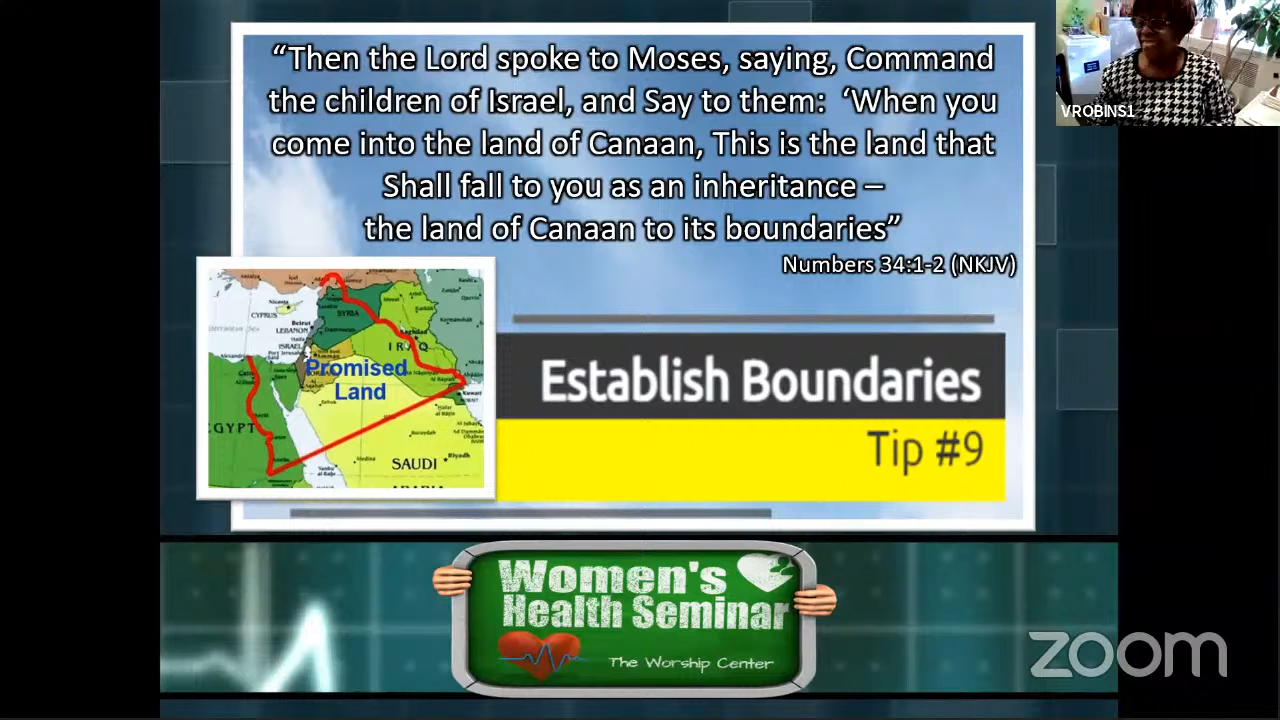 “Then the Lord spoke to Moses, saying, Command
the children of Israel, and Say to them:  ‘When you
come into the land of Canaan, This is the land that
Shall fall to you as an inheritance –
the land of Canaan to its boundaries”
Numbers 34:1-2 (NKJV)
VROBINS1
CYPRUS
SYRIA
LEBANON
ISRAEL
IRAQ
Promised
Land
EGYPT
SAUDI
Riyadh
Establish Boundaries
Tip #9
Women's
Health Seminar
The Worship Center
zoom